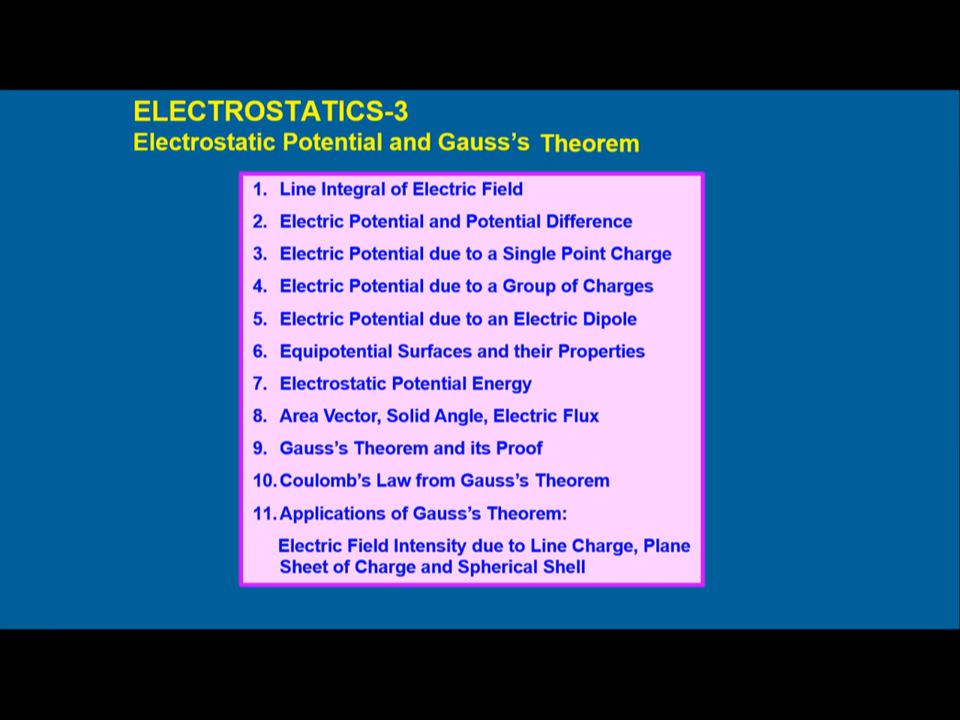 ELECTROSTATICS-3
Electrostatic Potential and Gauss’s Theorem
1. Line Integral of Electric Field
2. Electric Potential and Potential Difference
3. Electric Potential due to a Single Point Charge
4. Electric Potential due to a Group of Charges
5. Electric Potential due to an Electric Dipole
6. Equipotential Surfaces and their Properties
7. Electrostatic Potential Energy
8. Area Vector, Solid Angle, Electric Flux
9. Gauss’s Theorem and its Proof
10. Coulomb’s Law from Gauss’s Theorem
11. Applications of Gauss’s Theorem:
Electric Field Intensity due to Line Charge, Plane
Sheet of Charge and Spherical Shell